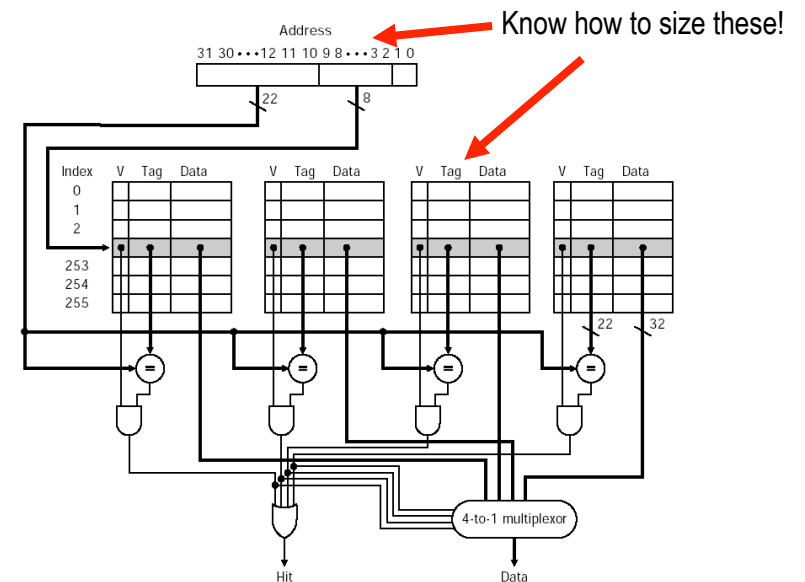 Know how to size these!
Address
31 30 ••• 12 11 10 9 8 ••• 3 2 1 0
22 8
Index V Tag Data V Tag Data V Tag Data V Tag Data
0
1
2
253
254
255
22 32
= = = =
4-to-1 multiplexor
Hit Data